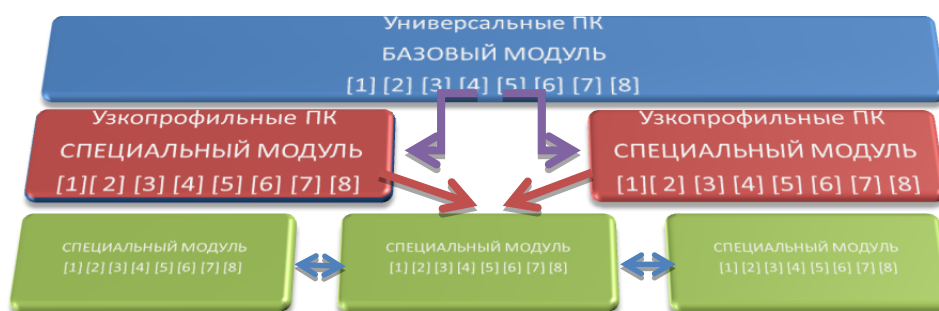 Универсальные ПК
БАЗОВЫЙ МОДУЛЬ
[1] [2] [3] [4] [5] [6] [7] [8]
Узкопрофильные ПК
СПЕЦИАЛЬНЫЙ МОДУЛЬ
[1][ 2] [3] [4] [5] [6] [7] [8]
Узкопрофильные ПК
СПЕЦИАЛЬНЫЙ МОДУЛЬ
[1][ 2] [3] [4] [5] [6] [7] [8]
СПЕЦИАЛЬНЫЙ МОДУЛЬ
[1] [2] [3] [4] [5] [6] [7] [8]
СПЕЦИАЛЬНЫЙ МОДУЛЬ
[1] [2] [3] [4] [5] [6] [7] [8]
СПЕЦИАЛЬНЫЙ МОДУЛЬ
[1] [2] [3] [4] [5] [6] [7] [8]